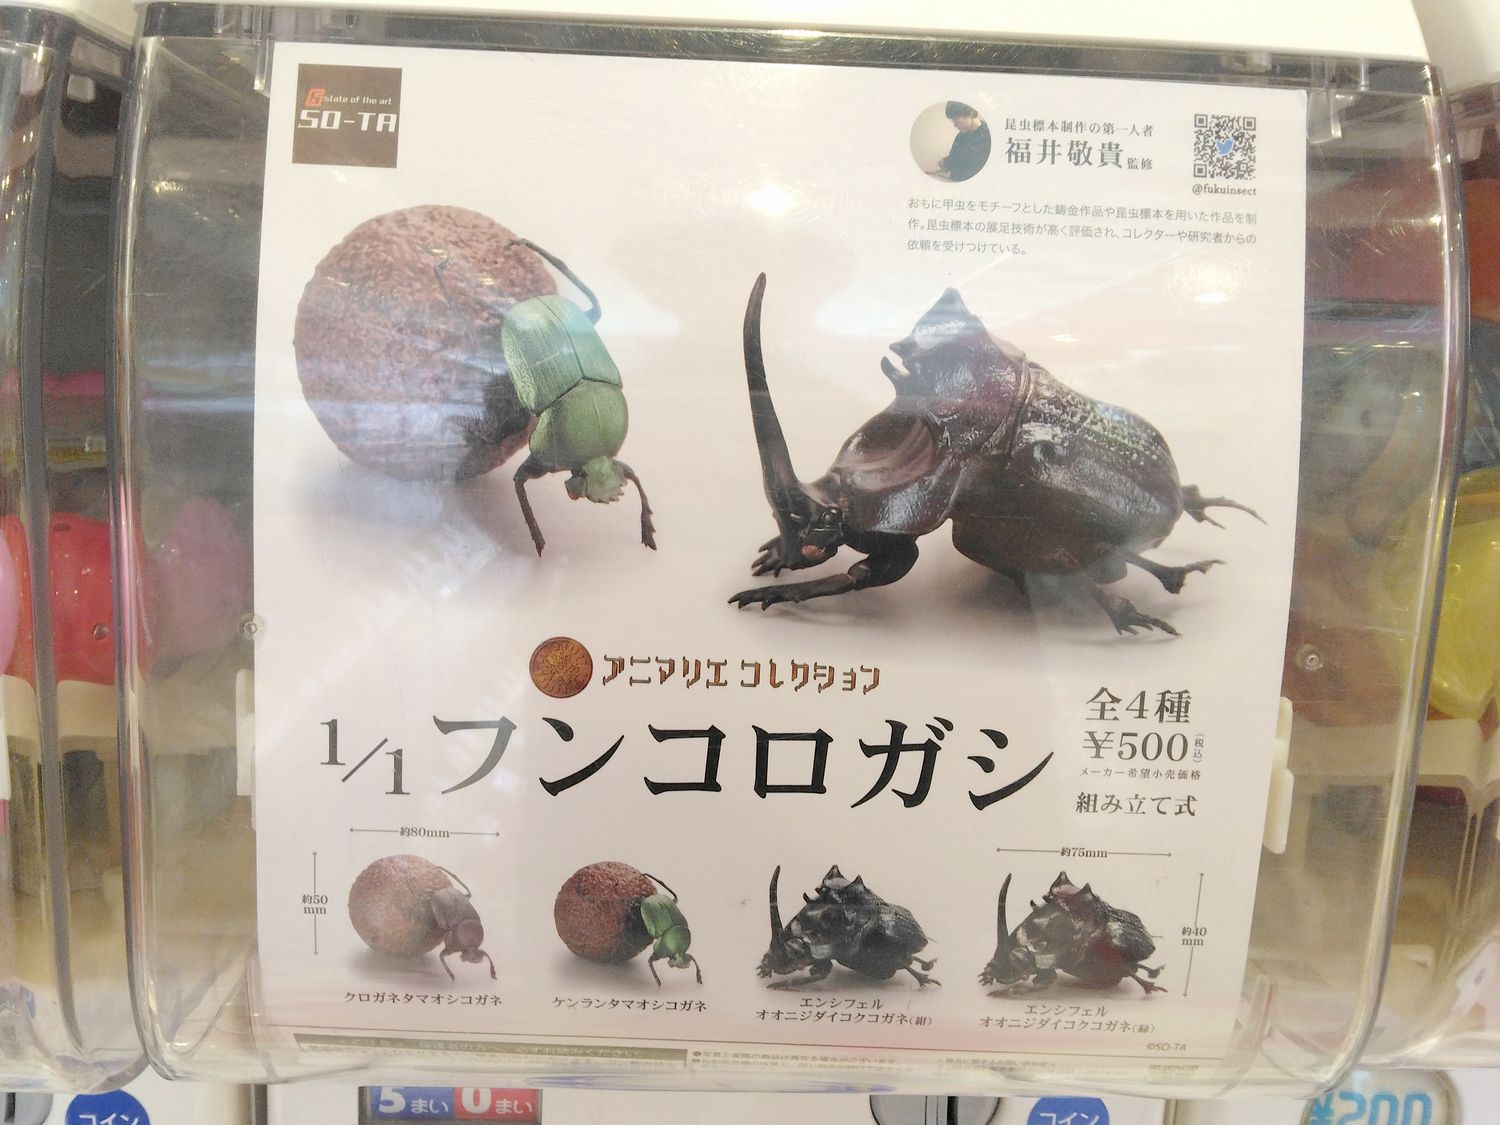 state of the art
SO-TA
昆虫標本制作の第一人者
福井敬貴 監修
@fukuinsect
おもに甲虫をモチーフとした鋳金作品や昆虫標本を用いた作品を制
作。昆虫標本の展足技術が高く評価され、コレクターや研究者からの
依頼を受けつけている。
アニマリエ コレクション
1/1フンコロガシ
全4種
¥500(税込)
メーカー希望小売価格
組み立て式
約80mm
約50
mm
クロガネタマオシコガネ
ケンランタマオシコガネ
エンシフェル
オオニジダイコクコガネ(紺)
約75mm
約40
mm
エンシフェル
オオニジダイコクコガネ(緑)
©SO-TA
コイン
5まい 0まい
コイン
¥200